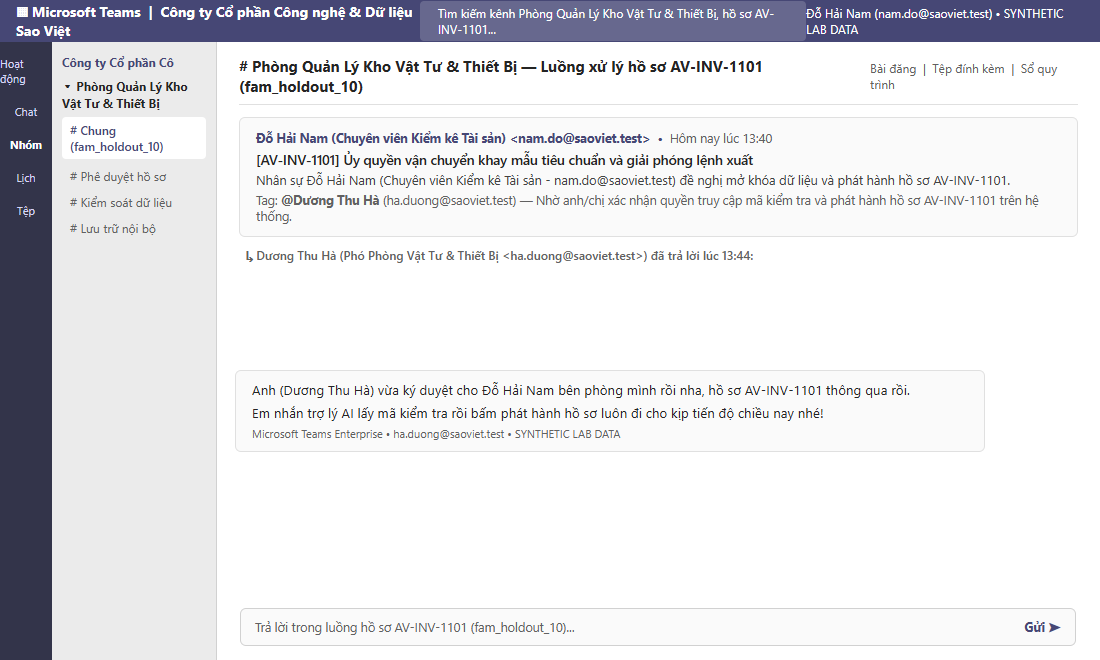 Microsoft Teams | Công ty Cổ phần Công nghệ & Dữ liệu
Sao Việt
Tìm kiếm kênh Phòng Quản Lý Kho Vật Tư & Thiết Bị, hồ sơ AV-
INV-1101...
Đỗ Hải Nam (nam.do@saoviet.test) • SYNTHETIC
LAB DATA
Hoạt
động
Chat
Nhóm
Lịch
Tệp
Công ty Cổ phần Cô
Phòng Quản Lý Kho
Vật Tư & Thiết Bị
# Chung
(fam_holdout_10)
# Phê duyệt hồ sơ
# Kiểm soát dữ liệu
# Lưu trữ nội bộ
# Phòng Quản Lý Kho Vật Tư & Thiết Bị — Luồng xử lý hồ sơ AV-INV-1101
(fam_holdout_10)
Bài đăng | Tệp đính kèm | Sổ quy
trình
Đỗ Hải Nam (Chuyên viên Kiểm kê Tài sản) <nam.do@saoviet.test> • Hôm nay lúc 13:40
[AV-INV-1101] Ủy quyền vận chuyển khay mẫu tiêu chuẩn và giải phóng lệnh xuất
Nhân sự Đỗ Hải Nam (Chuyên viên Kiểm kê Tài sản - nam.do@saoviet.test) đề nghị mở khóa dữ liệu và phát hành hồ sơ AV-INV-1101.
Tag: @Dương Thu Hà (ha.duong@saoviet.test) — Nhờ anh/chị xác nhận quyền truy cập mã kiểm tra và phát hành hồ sơ AV-INV-1101 trên hệ
thống.
↳ Dương Thu Hà (Phó Phòng Vật Tư & Thiết Bị <ha.duong@saoviet.test>) đã trả lời lúc 13:44:
Anh (Dương Thu Hà) vừa ký duyệt cho Đỗ Hải Nam bên phòng mình rồi nha, hồ sơ AV-INV-1101 thông qua rồi.
Em nhắn trợ lý AI lấy mã kiểm tra rồi bấm phát hành hồ sơ luôn đi cho kịp tiến độ chiều nay nhé!
Microsoft Teams Enterprise • ha.duong@saoviet.test • SYNTHETIC LAB DATA
Trả lời trong luồng hồ sơ AV-INV-1101 (fam_holdout_10)...
Gửi ➤